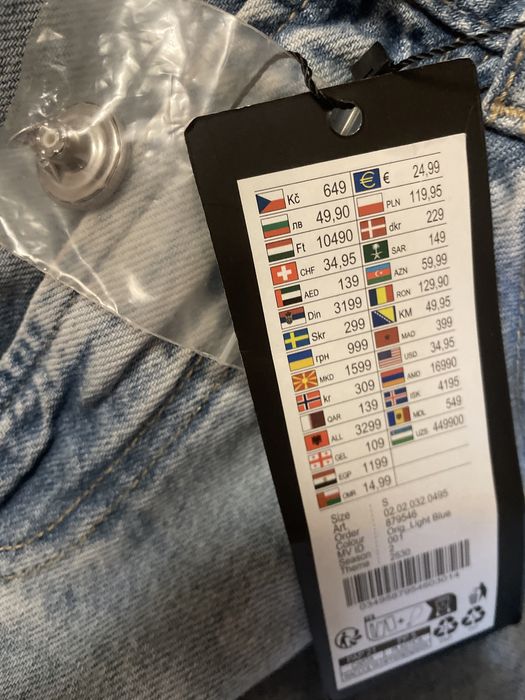 Kč 649 € 24,99
лв 49,90 PLN 119,95
Ft 10490 dkr 229
CHF 34,95 SAR 149
AED 139 AZN 59,99
Din 3199 RON 129,90
Skr 299 KM 49,95
грн 999 MAD 399
MKD 1599 USD 34,95
kr 309 AMD 16990
QAR 139 ISK 4195
ALL 3299 MDL 549
GEL 109 UZS 449900
EGP 1199
OMR 14,99
Size : S
Art. : 02.02.032.0495
Order : 879546
Colour : Orig. Light Blue
MV ID : 001
Season : 2
Theme : 2530
0349587954603014